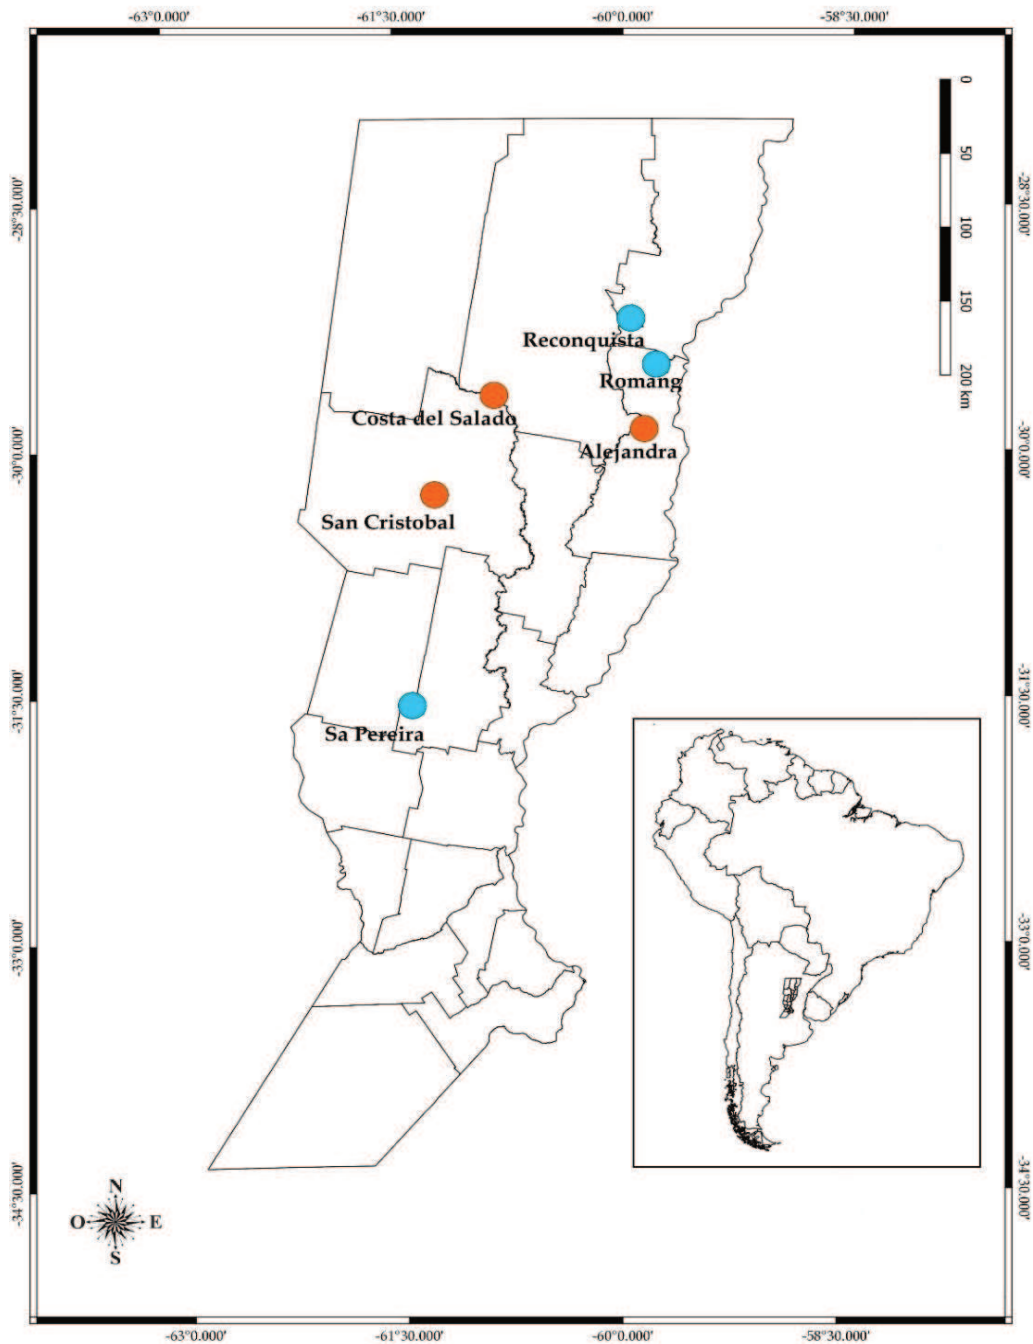 -63°0.000' -61°30.000' -60°0.000' -58°30.000'
0
50
100
150
200 km
-28°30.000' -28°30.000'
Reconquista
Romang
Costa del Salado
Alejandra
-30°0.000' -30°0.000'
San Cristobal
-31°30.000' -31°30.000'
Sa Pereira
-33°0.000' -33°0.000'
-34°30.000' -34°30.000'
N
O E
S
-63°0.000' -61°30.000' -60°0.000' -58°30.000'